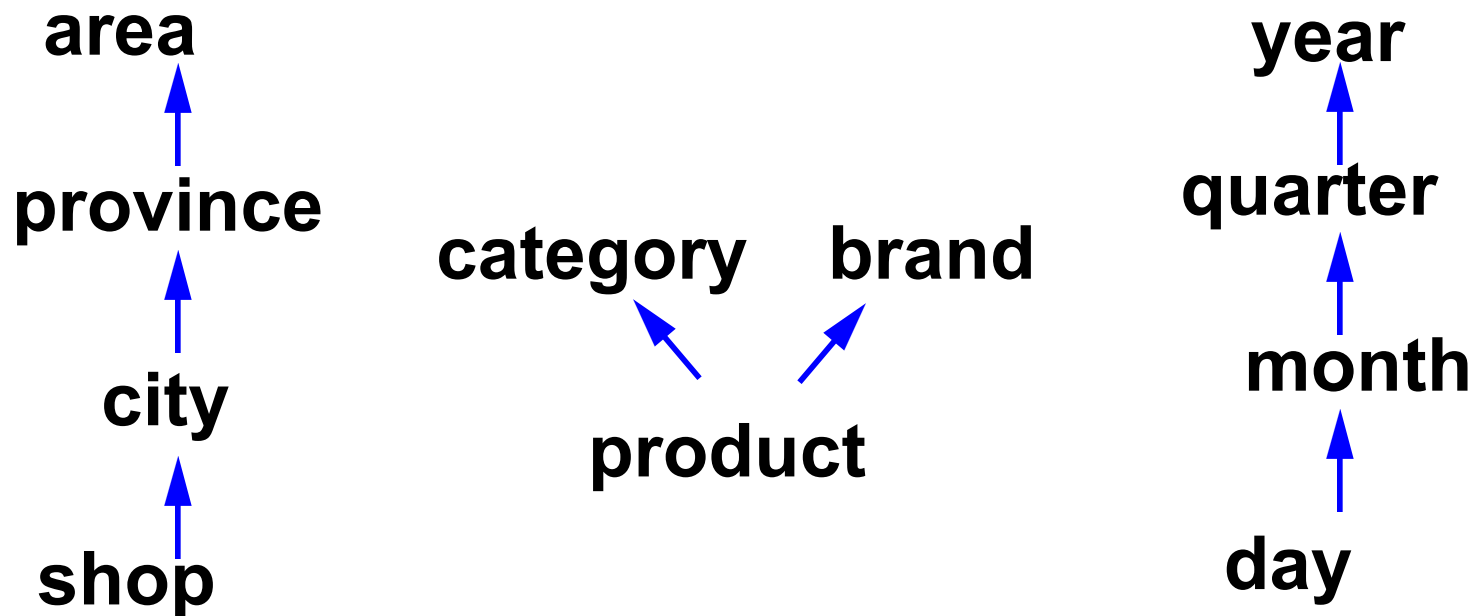 area
province
city
shop
category
brand
product
year
quarter
month
day